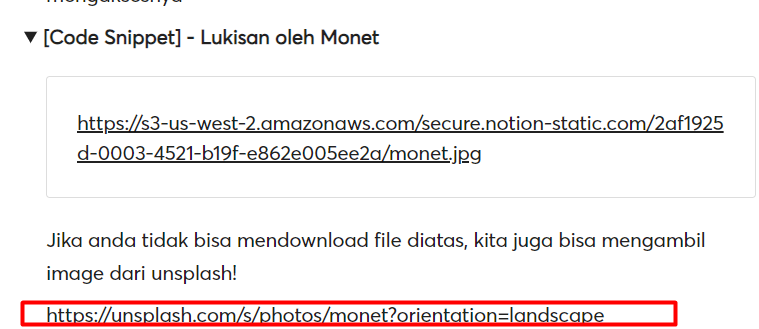 ▼ [Code Snippet] - Lukisan oleh Monet
https://s3-us-west-2.amazonaws.com/secure.notion-static.com/2af1925
d-0003-4521-b19f-e862e005ee2a/monet.jpg
Jika anda tidak bisa mendownload file diatas, kita juga bisa mengambil
image dari unsplash!
https://unsplash.com/s/photos/monet?orientation=landscape